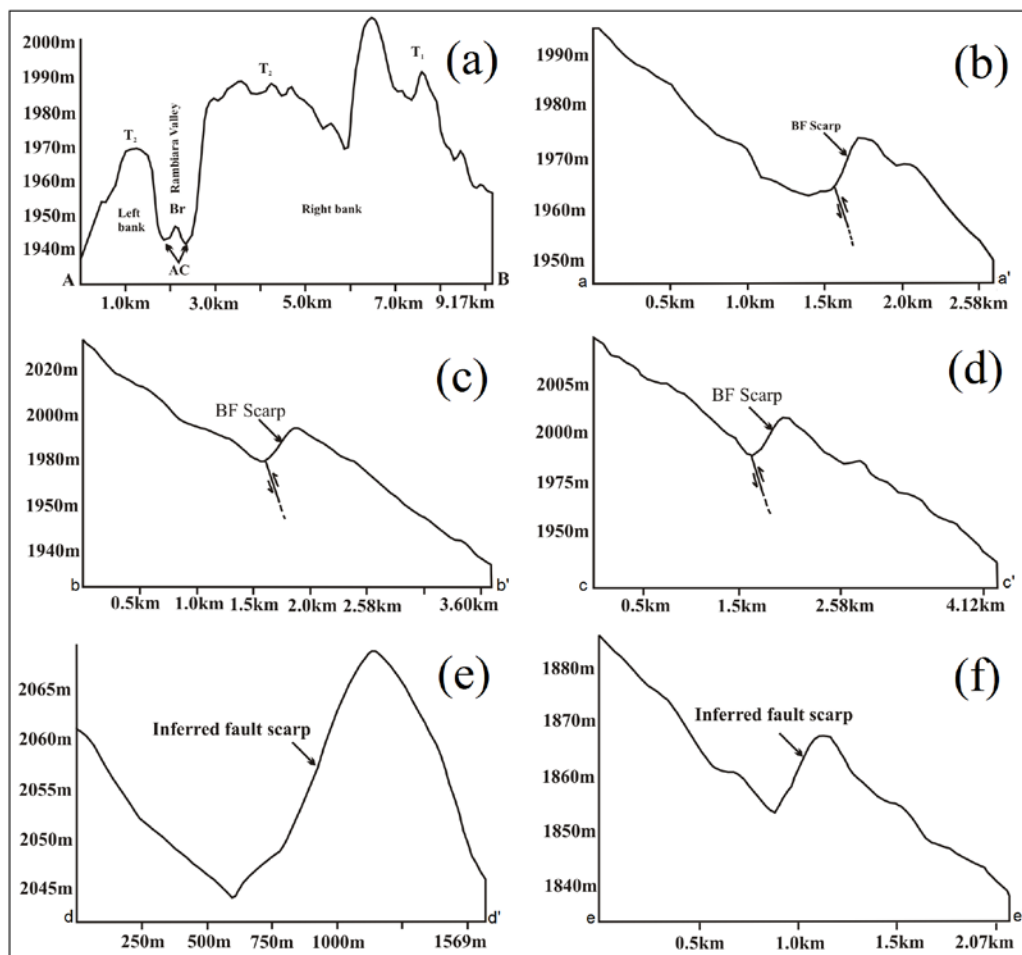 (a)
2000m
1990m
1980m
1970m
1960m
1950m
1940m
T₂
Rambiara Valley
T₂
T₁
Br
Left
bank
Right bank
AC
A
B
1.0km 3.0km 5.0km 7.0km 9.17km
(b)
1990m
1980m
1970m
1960m
1950m
BF Scarp
a
a'
0.5km 1.0km 1.5km 2.0km 2.58km
(c)
2020m
2000m
1980m
1950m
1940m
BF Scarp
b
b'
0.5km 1.0km 1.5km 2.0km 2.58km 3.60km
(d)
2005m
2000m
1975m
1950m
BF Scarp
c
c'
0.5km 1.5km 2.58km 4.12km
(e)
2065m
2060m
2055m
2050m
2045m
Inferred fault scarp
d
d'
250m 500m 750m 1000m 1569m
(f)
1880m
1870m
1860m
1850m
1840m
Inferred fault scarp
e
e
0.5km 1.0km 1.5km 2.07km